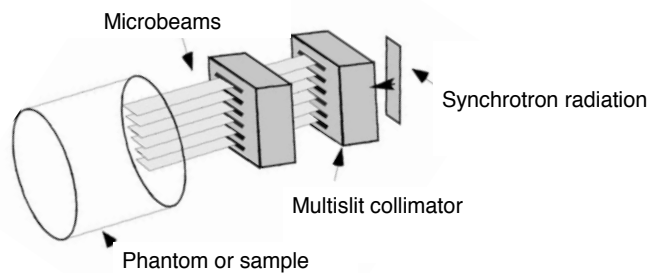 Microbeams
Synchrotron radiation
Multislit collimator
Phantom or sample